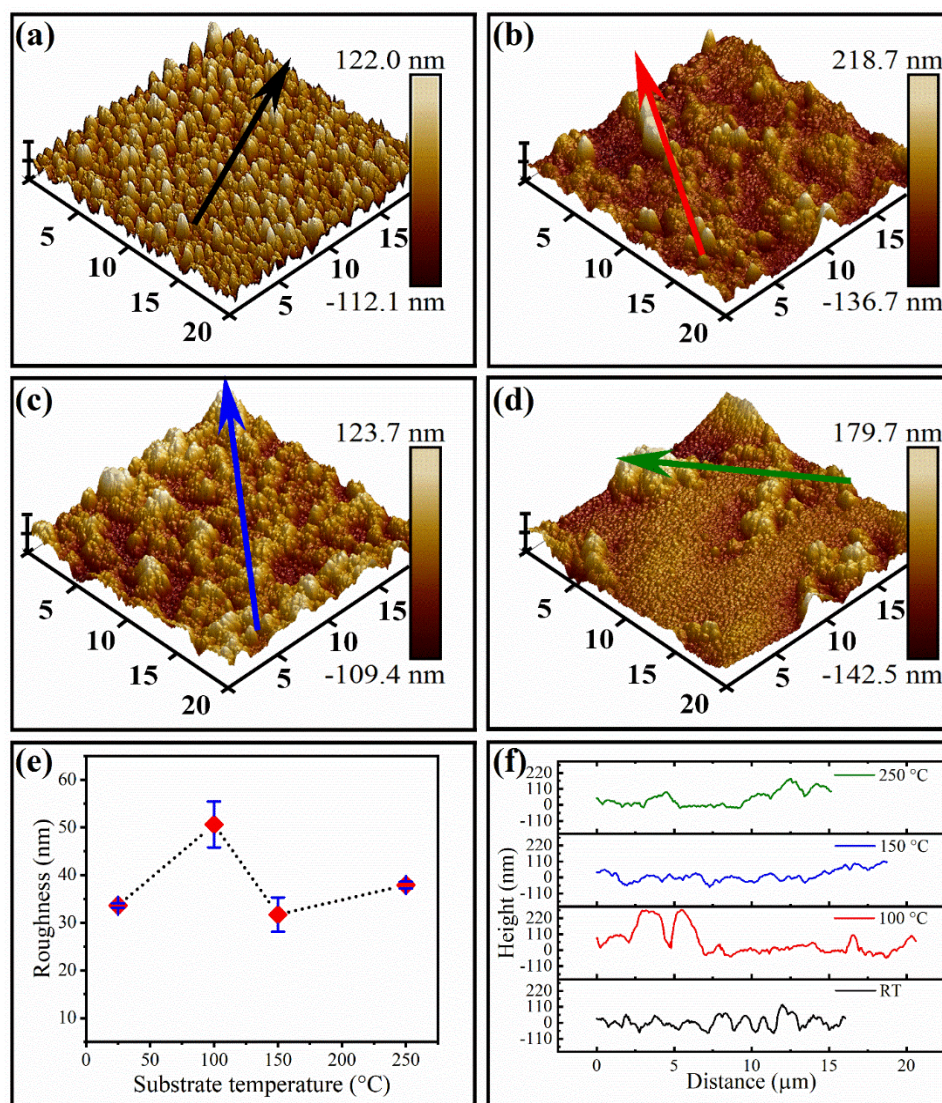 (a)
122.0 nm
-112.1 nm
5
10
15
20
5
10
15
(b)
218.7 nm
-136.7 nm
5
10
15
20
5
10
15
(c)
123.7 nm
-109.4 nm
5
10
15
20
5
10
15
(d)
179.7 nm
-142.5 nm
5
10
15
20
5
10
15
(e)
60
50
40
30
20
10
Roughness (nm)
0 50 100 150 200 250
Substrate temperature (°C)
(f)
220
110
0
-110
250 °C
220
110
0
-110
150 °C
220
110
0
-110
100 °C
220
110
0
-110
RT
Height (nm)
0 5 10 15 20
Distance (µm)